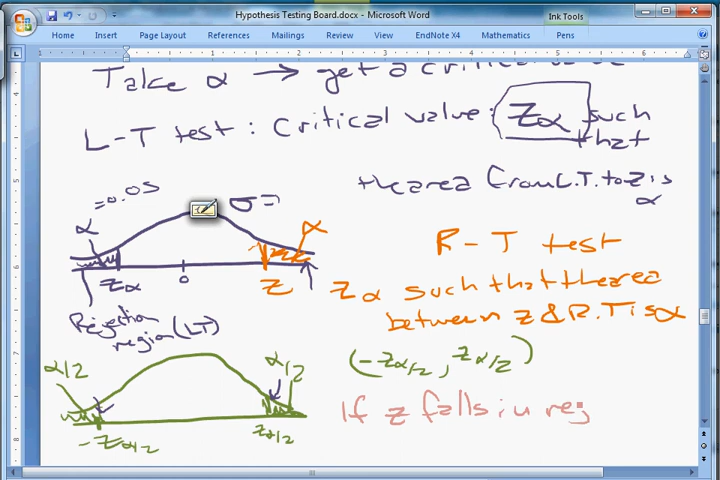 Hypothesis Testing Board.docx - Microsoft Word
Ink Tools
Home Insert Page Layout References Mailings Review View EndNote X4 Mathematics Pens
Take α → get a critical value
L-T test: Critical value: Zα such that
the area from L.T. to Z is α
α =0.05
σ=
α
Zα
0
Z
Rejection region (LT)
R-T test
Zα such that the area
between Z & R.T is α
α/2
α/2
-Zα/2
Zα/2
(-Zα/2, Zα/2)
If Z falls in rej